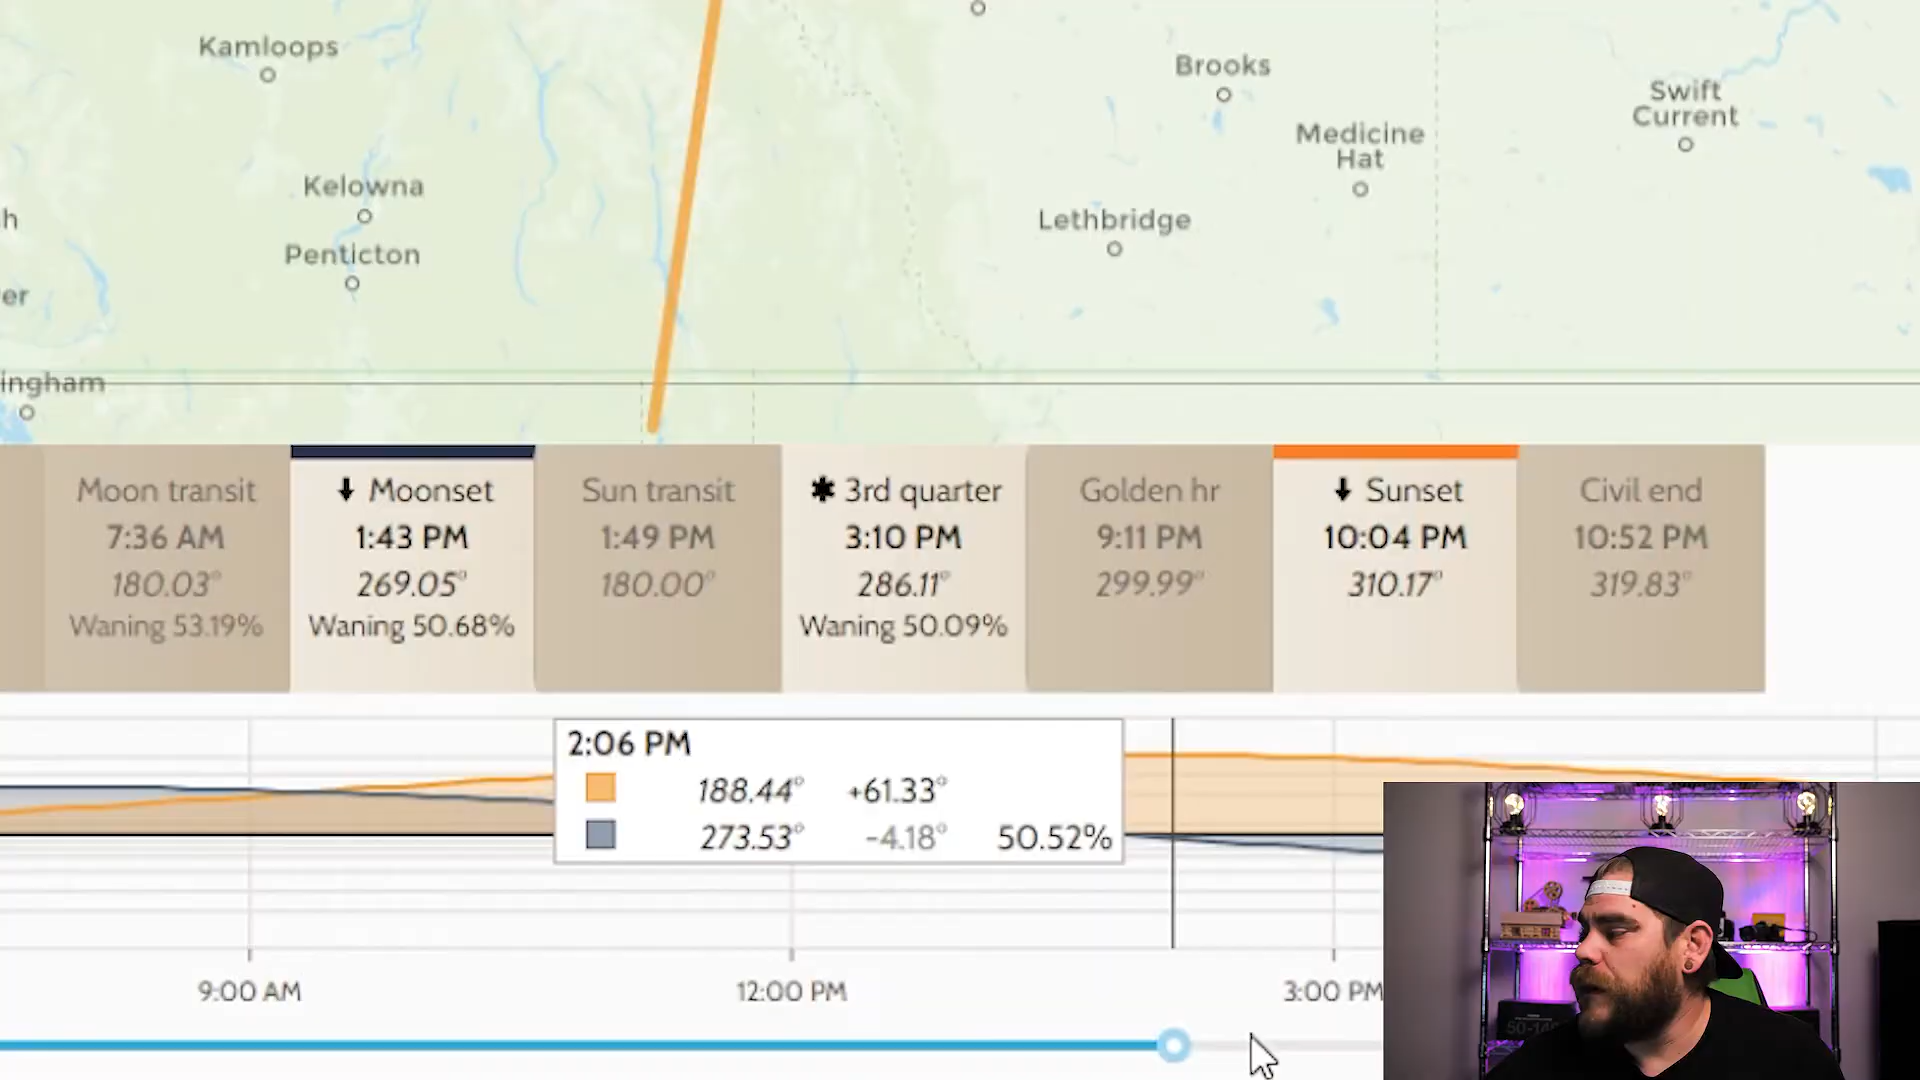 Kamloops
Brooks
Swift
Current
Medicine
Hat
Kelowna
h
Lethbridge
Penticton
er
ingham
Moon transit
7:36 AM
180.03°
Waning 53.19%
Moonset
1:43 PM
269.05°
Waning 50.68%
Sun transit
1:49 PM
180.00°
3rd quarter
3:10 PM
286.11°
Waning 50.09%
Golden hr
9:11 PM
299.99°
Sunset
10:04 PM
310.17°
Civil end
10:52 PM
319.83°
2:06 PM
188.44° +61.33°
273.53° -4.18° 50.52%
9:00 AM
12:00 PM
3:00 PM